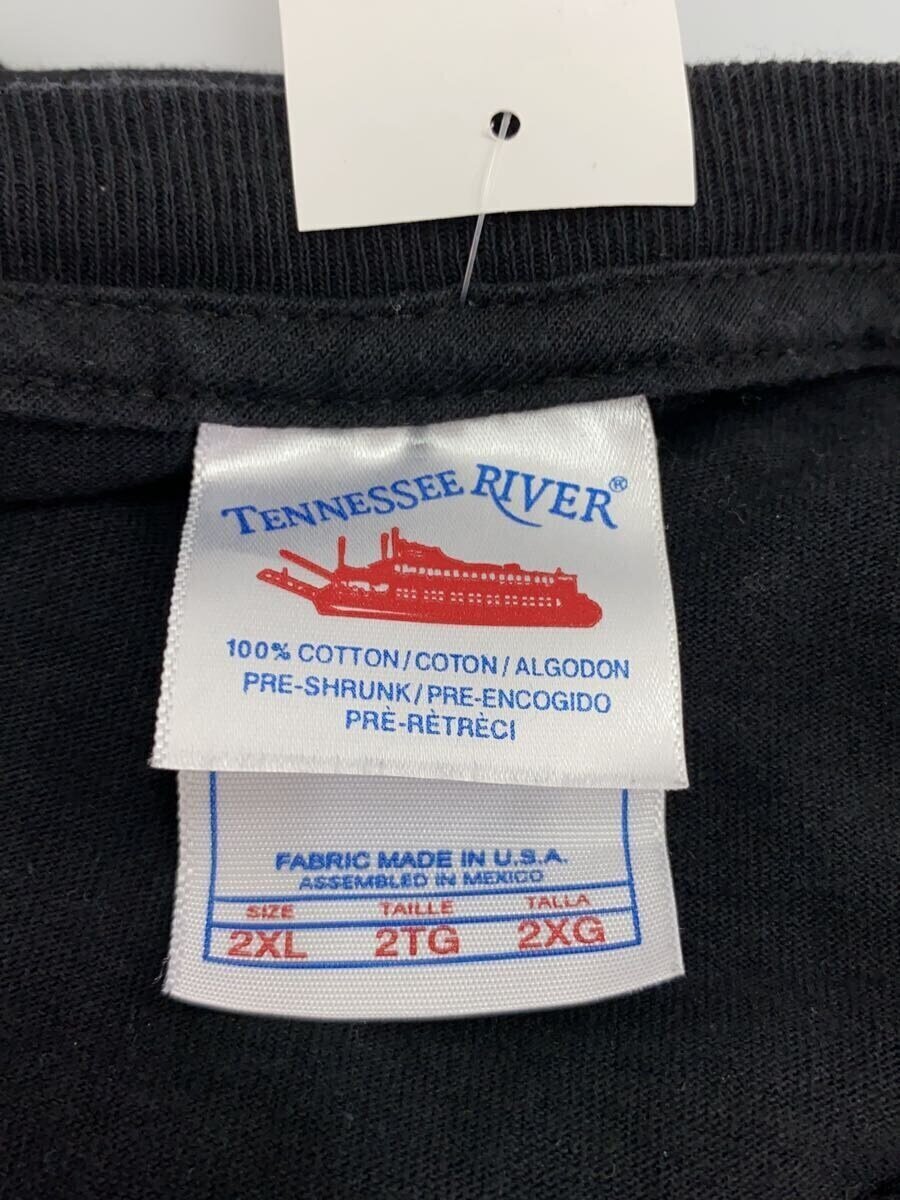 TENNESSEE RIVER®
100% COTTON/COTON/ALGODON
PRE-SHRUNK/PRE-ENCOGIDO
PRÈ-RÈTRÈCI
FABRIC MADE IN U.S.A.
ASSEMBLED IN MEXICO
SIZE TAILLE TALLA
2XL 2TG 2XG